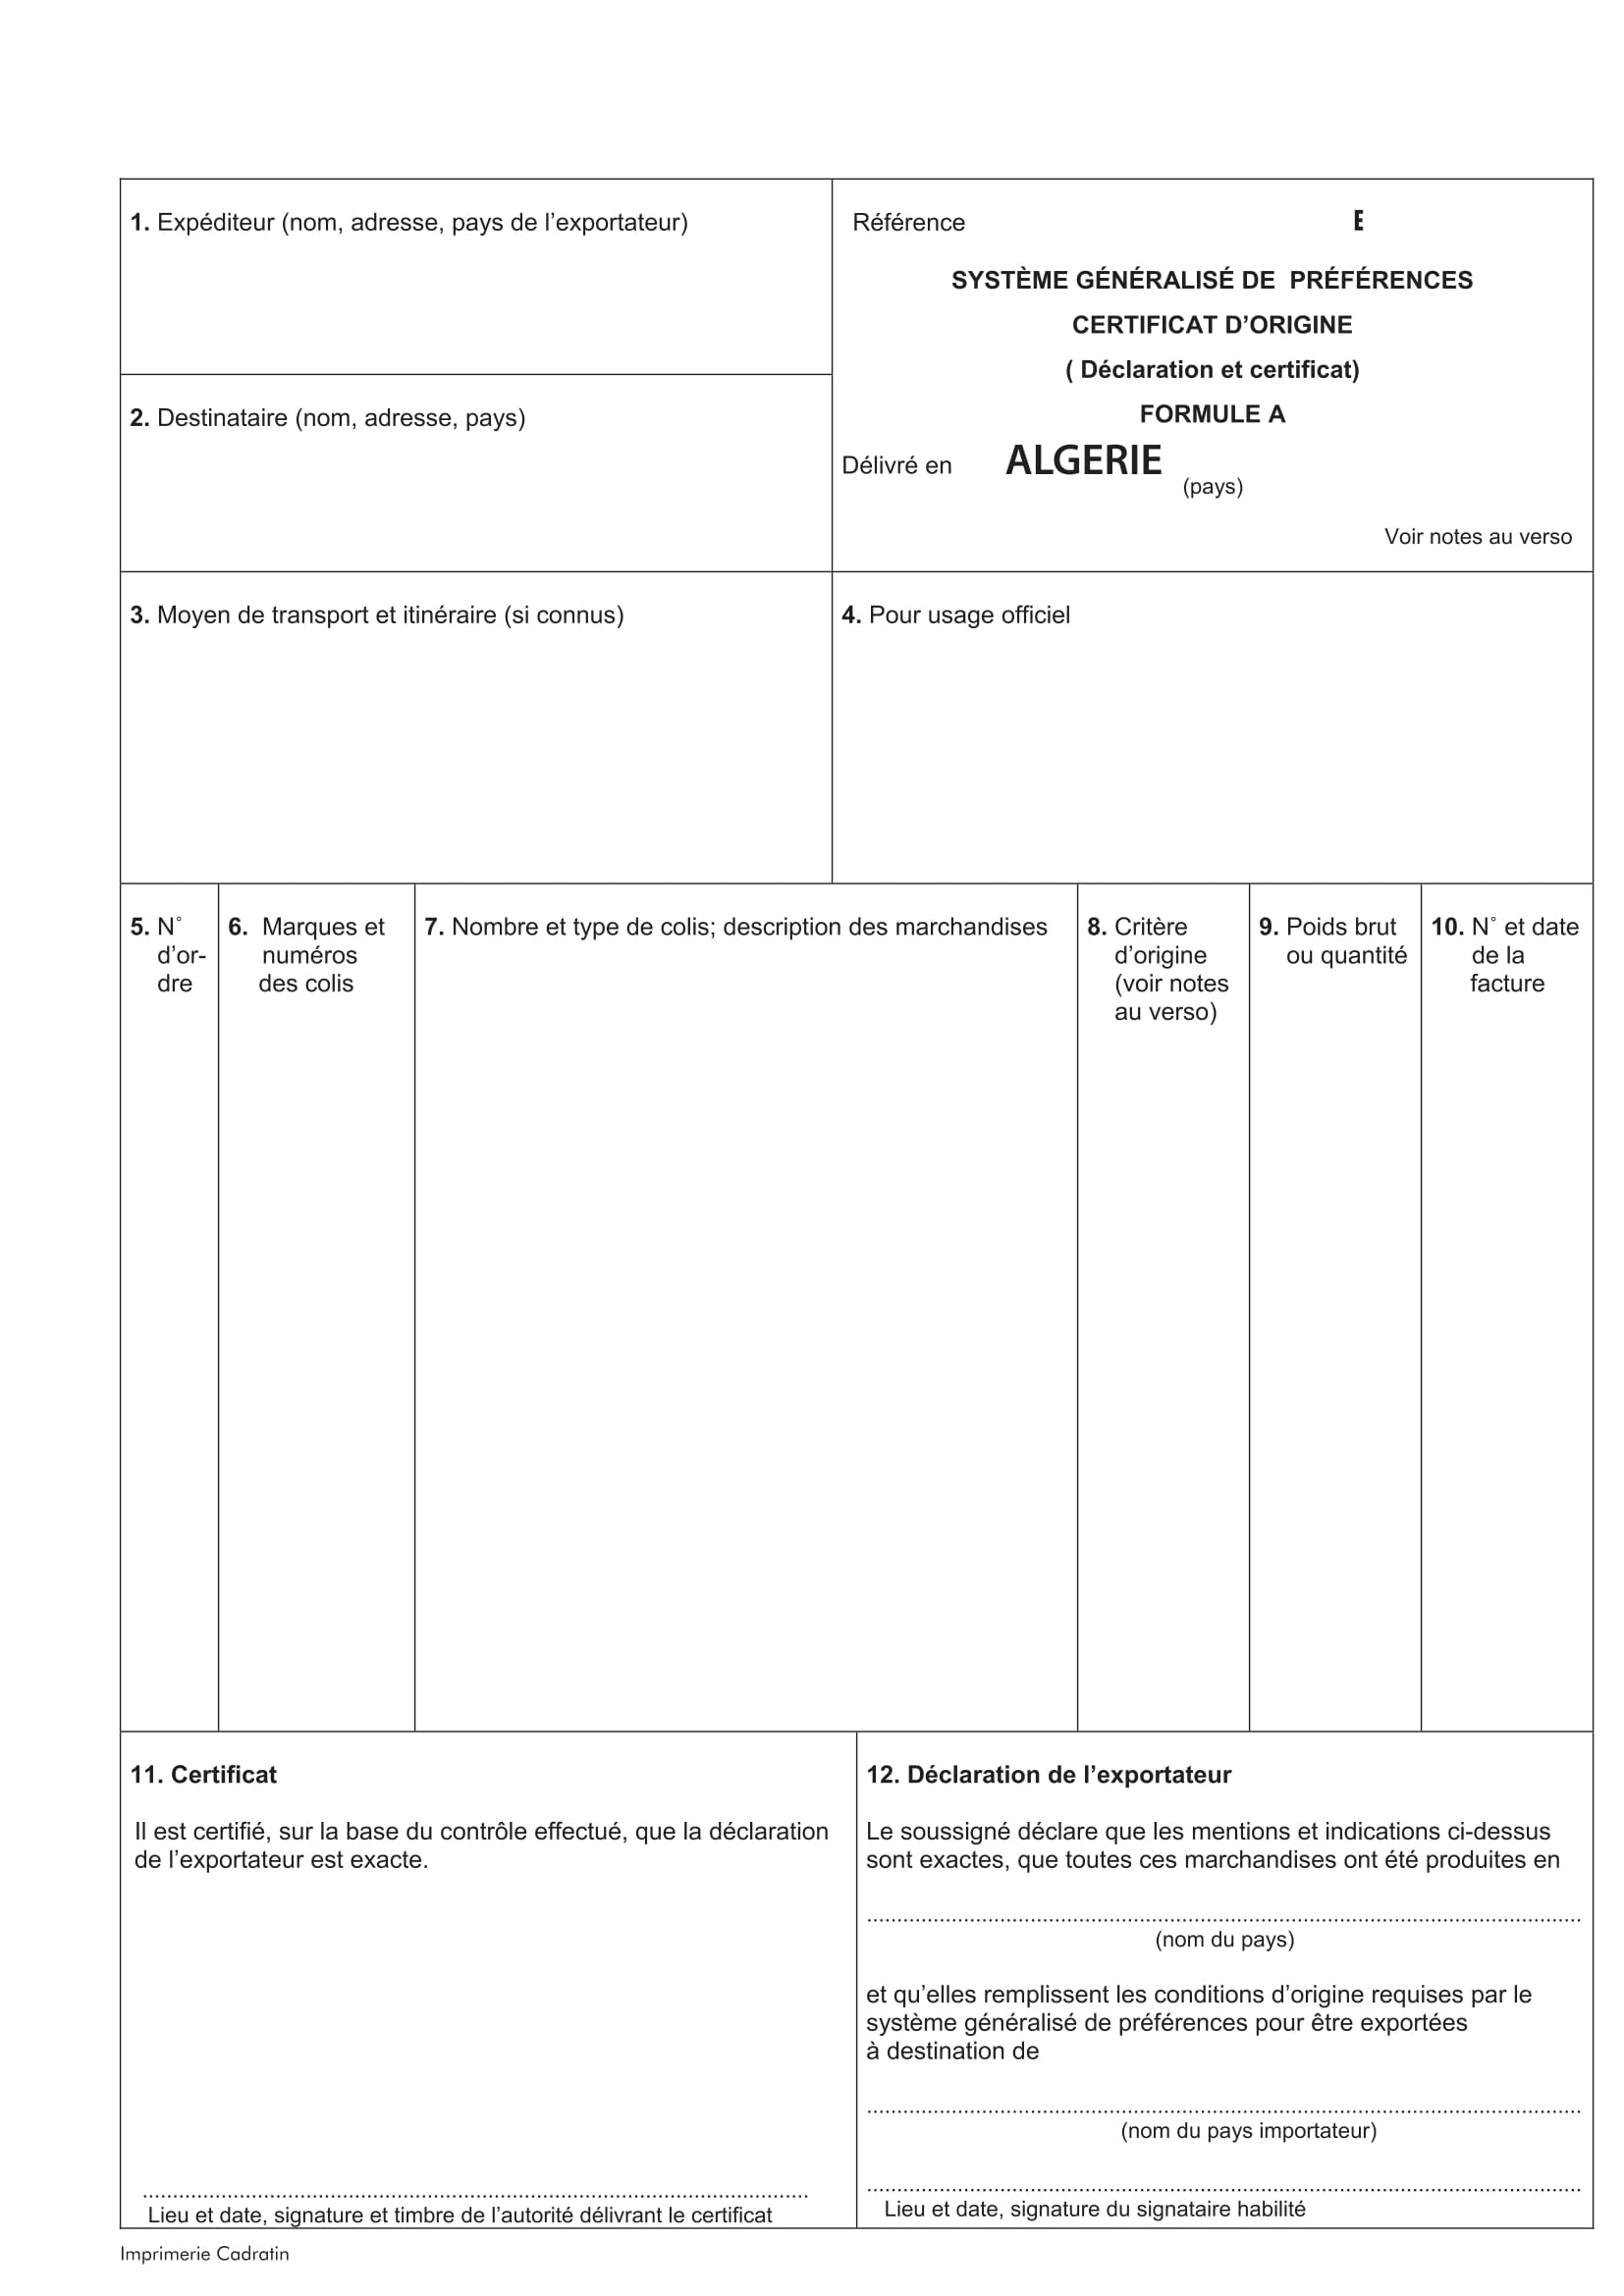 1. Expéditeur (nom, adresse, pays de l’exportateur)
Référence E
SYSTÈME GÉNÉRALISÉ DE PRÉFÉRENCES
CERTIFICAT D’ORIGINE
( Déclaration et certificat)
FORMULE A
2. Destinataire (nom, adresse, pays)
Délivré en ALGERIE
(pays)
Voir notes au verso
3. Moyen de transport et itinéraire (si connus)
4. Pour usage officiel
5. N°
d’or-
dre
6. Marques et
numéros
des colis
7. Nombre et type de colis; description des marchandises
8. Critère
d’origine
(voir notes
au verso)
9. Poids brut
ou quantité
10. N° et date
de la
facture
11. Certificat
Il est certifié, sur la base du contrôle effectué, que la déclaration
de l’exportateur est exacte.
Lieu et date, signature et timbre de l’autorité délivrant le certificat
12. Déclaration de l’exportateur
Le soussigné déclare que les mentions et indications ci-dessus
sont exactes, que toutes ces marchandises ont été produites en
(nom du pays)
et qu’elles remplissent les conditions d’origine requises par le
système généralisé de préférences pour être exportées
à destination de
(nom du pays importateur)
Lieu et date, signature du signataire habilité
Imprimerie Cadratin